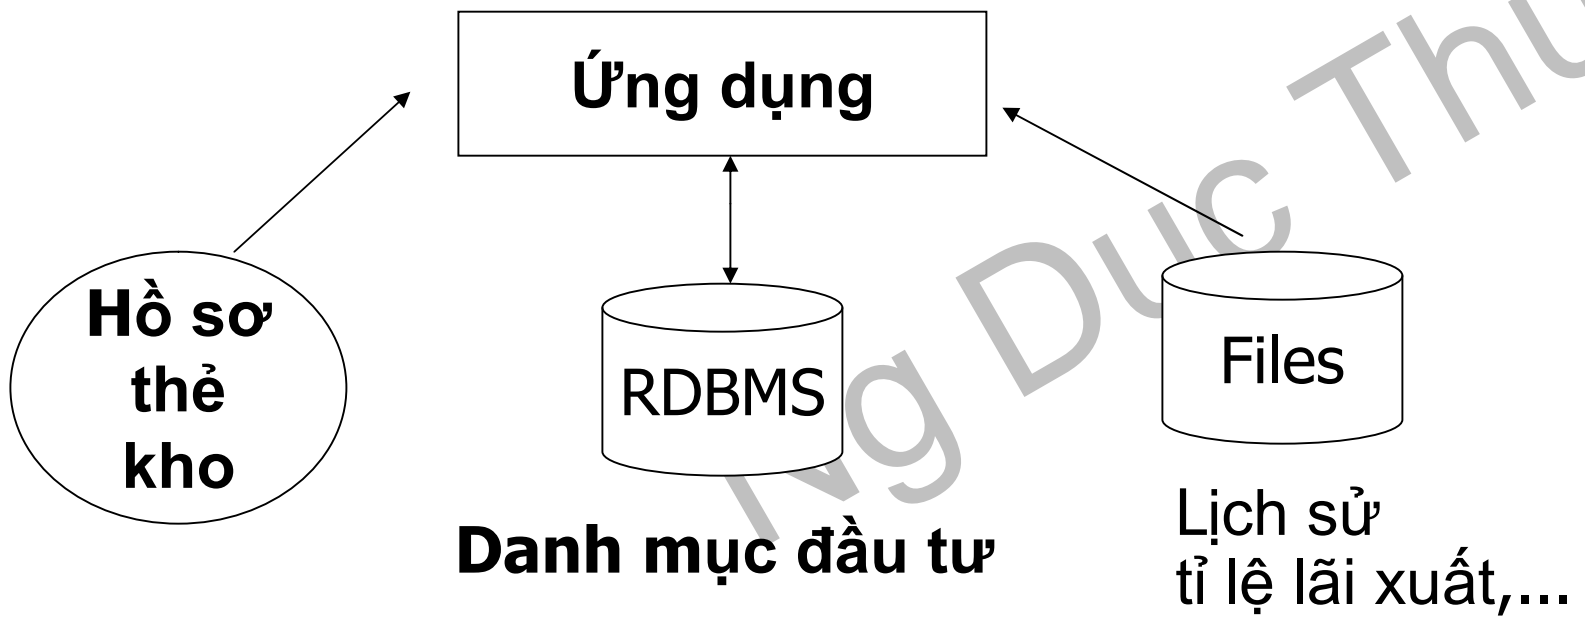 Ứng dụng
Hồ sơ
thẻ
kho
RDBMS
Files
Danh mục đầu tư
Lịch sử
tỉ lệ lãi xuất,...
Ng Duc Thu